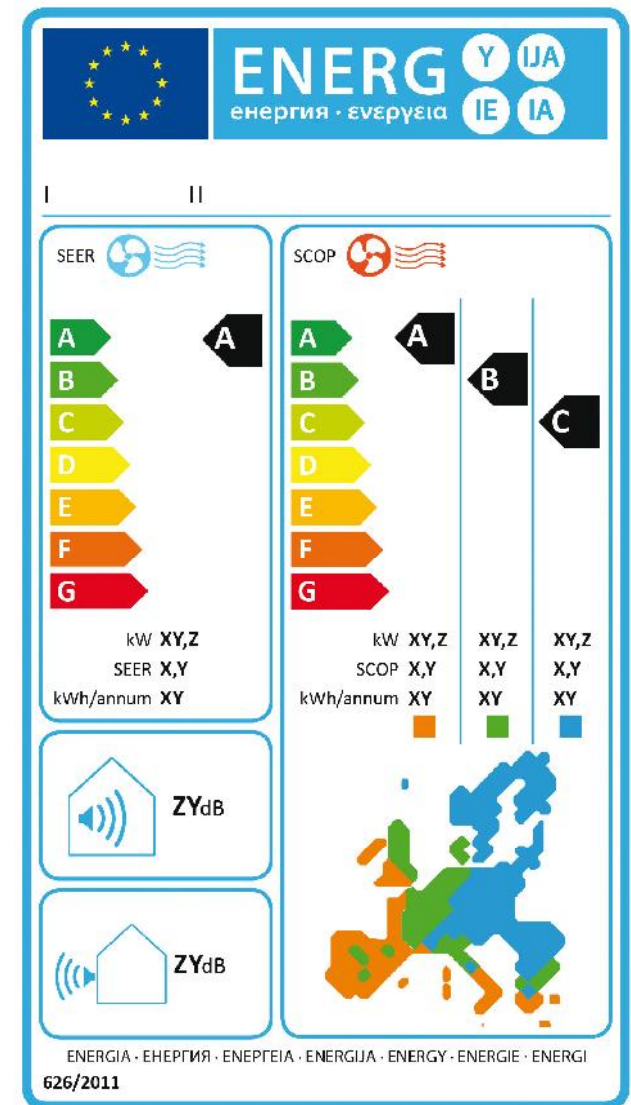 ENERG Y IJA
енергия · ενεργεια IE IA
I II
SEER
A A
B
C
D
E
F
G
kW XY,Z
SEER X,Y
kWh/annum XY
SCOP
A A
B B
C C
D
E
F
G
kW XY,Z XY,Z XY,Z
SCOP X,Y X,Y X,Y
kWh/annum XY XY XY
ZYdB
ZYdB
ENERGIA · ЕНЕРГИЯ · ΕΝΕΡΓΕΙΑ · ENERGIJA · ENERGY · ENERGIE · ENERGI
626/2011